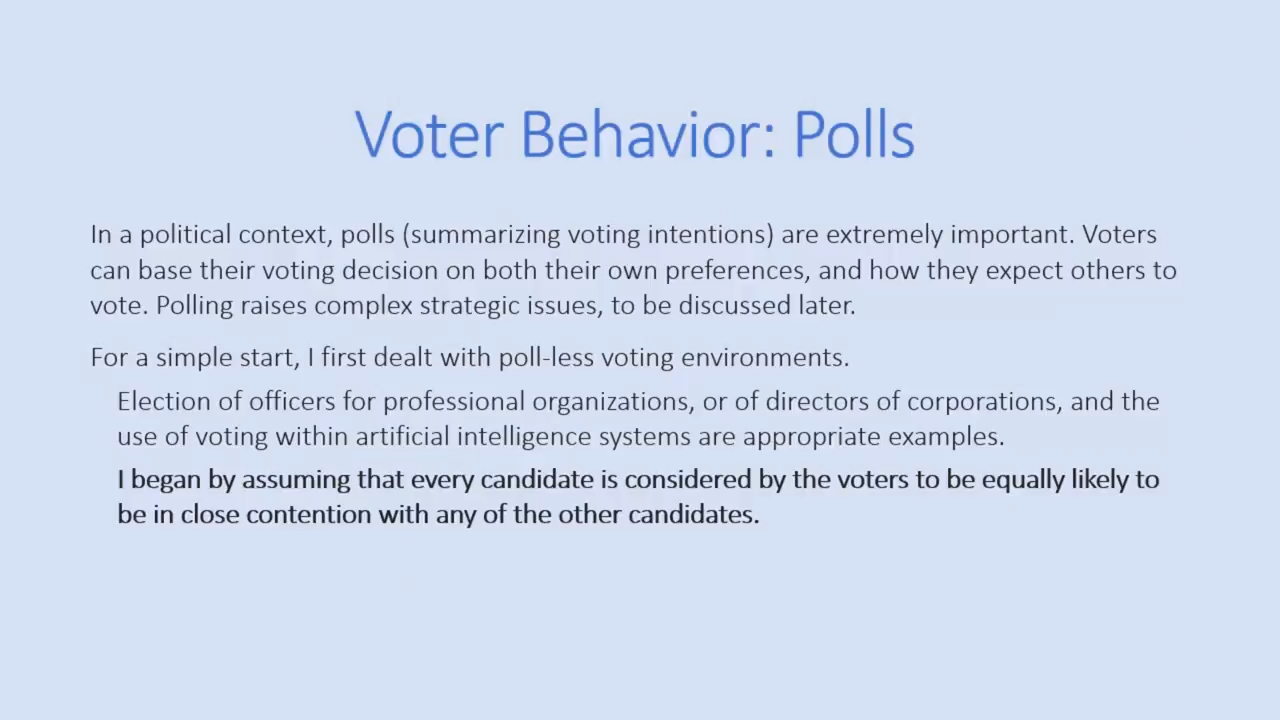 Voter Behavior: Polls
In a political context, polls (summarizing voting intentions) are extremely important. Voters
can base their voting decision on both their own preferences, and how they expect others to
vote. Polling raises complex strategic issues, to be discussed later.
For a simple start, I first dealt with poll-less voting environments.
Election of officers for professional organizations, or of directors of corporations, and the
use of voting within artificial intelligence systems are appropriate examples.
I began by assuming that every candidate is considered by the voters to be equally likely to
be in close contention with any of the other candidates.